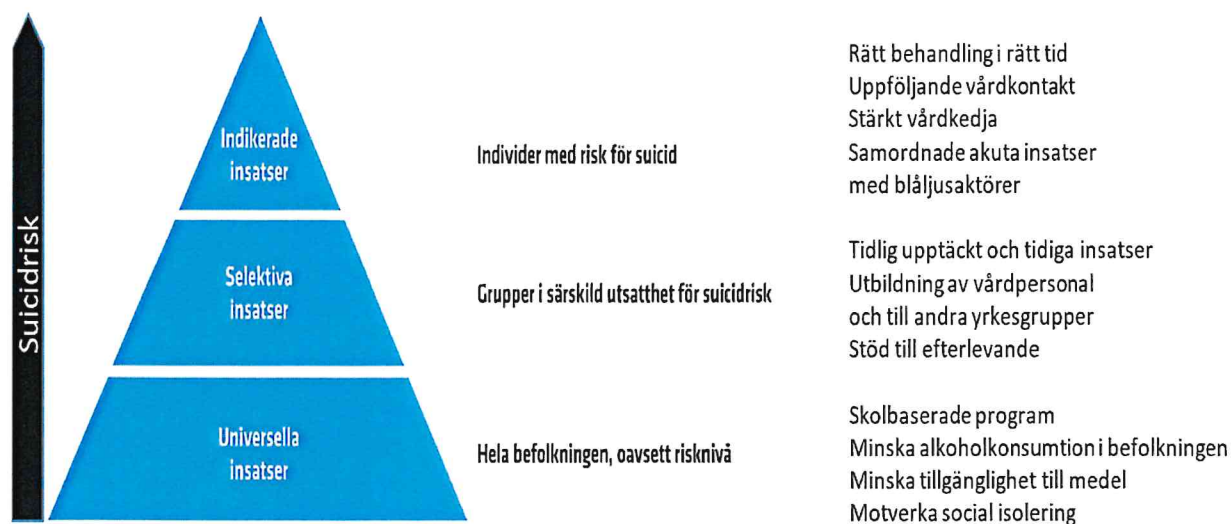 Suicidrisk
Indikerade
insatser
Individer med risk för suicid
Rätt behandling i rätt tid
Uppföljande vårdkontakt
Stärkt vårdkedja
Samordnade akuta insatser
med blåljusaktörer
Selektiva
insatser
Grupper i särskild utsatthet för suicidrisk
Tidlig upptäckt och tidiga insatser
Utbildning av vårdpersonal
och till andra yrkesgrupper
Stöd till efterlevande
Universella
insatser
Hela befolkningen, oavsett risknivå
Skolbaserade program
Minska alkoholkonsumtion i befolkningen
Minska tillgänglighet till medel
Motverka social isolering